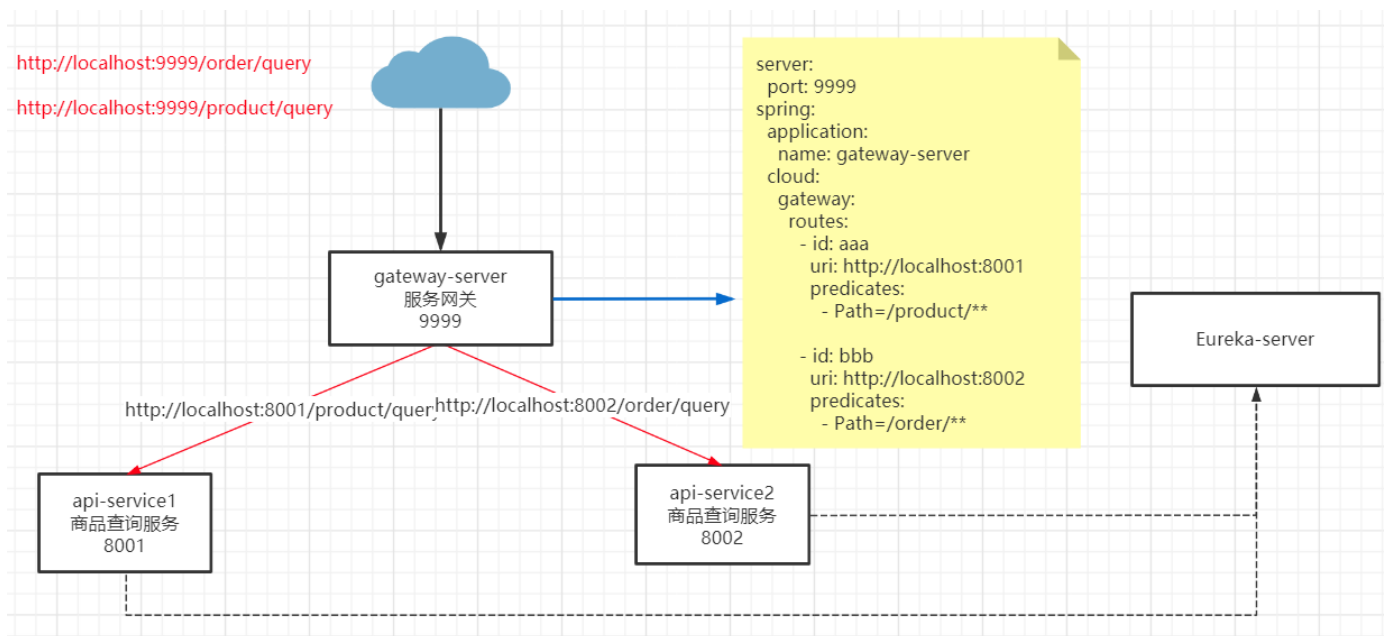 http://localhost:9999/order/query
http://localhost:9999/product/query
server:
port: 9999
spring:
application:
name: gateway-server
cloud:
gateway:
routes:
- id: aaa
uri: http://localhost:8001
predicates:
- Path=/product/**
- id: bbb
uri: http://localhost:8002
predicates:
- Path=/order/**
gateway-server
服务网关
9999
Eureka-server
http://localhost:8001/product/query
http://localhost:8002/order/query
api-service1
商品查询服务
8001
api-service2
商品查询服务
8002